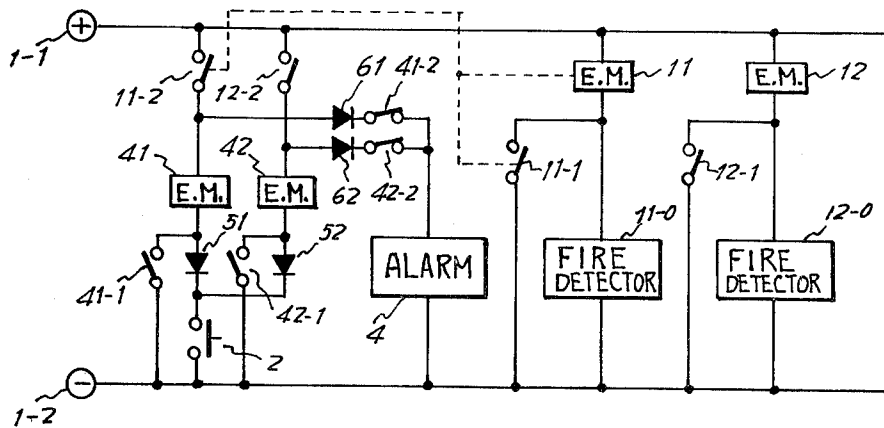 +
1-1
11-2
12-2
61
41-2
E.M.
11
E.M.
12
41
42
62
42-2
11-1
12-1
E.M.
E.M.
51
52
11-0
12-0
ALARM
FIRE
DETECTOR
FIRE
DETECTOR
41-1
42-1
2
4
−
1-2